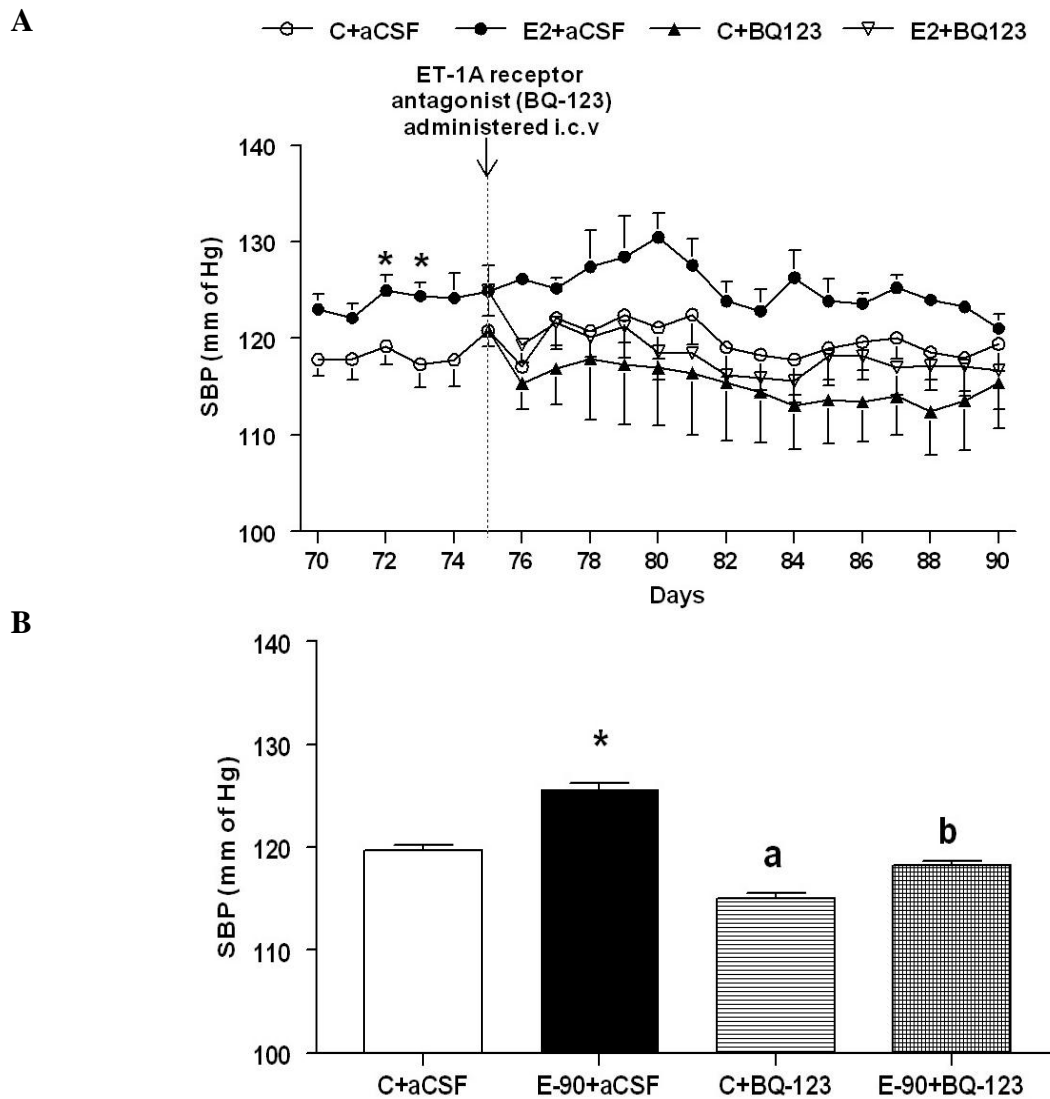 A
C+aCSF E2+aCSF C+BQ123 E2+BQ123
ET-1A receptor
antagonist (BQ-123)
administered i.c.v
140
130
120
110
100
* *
SBP (mm of Hg)
70 72 74 76 78 80 82 84 86 88 90
Days
B
140
130
120
110
100
SBP (mm of Hg)
*
a
b
C+aCSF E-90+aCSF C+BQ-123 E-90+BQ-123